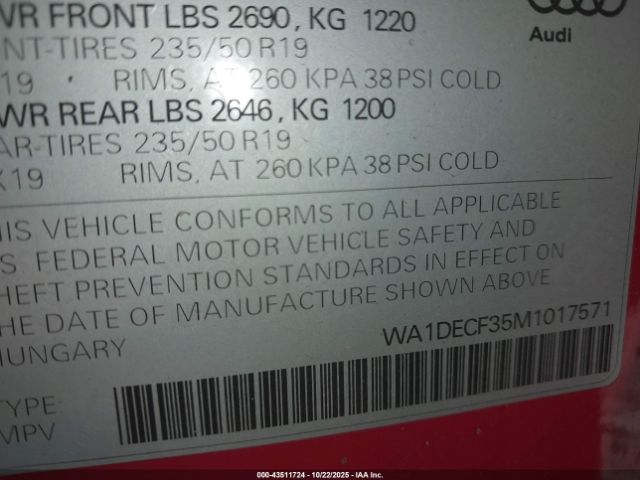 WR FRONT LBS 2690, KG 1220
NT-TIRES 235/50 R19
19 RIMS, AT 260 KPA 38 PSI COLD
WR REAR LBS 2646, KG 1200
AR-TIRES 235/50 R19
X19 RIMS, AT 260 KPA 38 PSI COLD
Audi
HIS VEHICLE CONFORMS TO ALL APPLICABLE
S. FEDERAL MOTOR VEHICLE SAFETY AND
HEFT PREVENTION STANDARDS IN EFFECT ON
HE DATE OF MANUFACTURE SHOWN ABOVE
HUNGARY
WA1DECF35M1017571
TYPE:
MPV
000-43511724 - 10/22/2025 - IAA Inc.